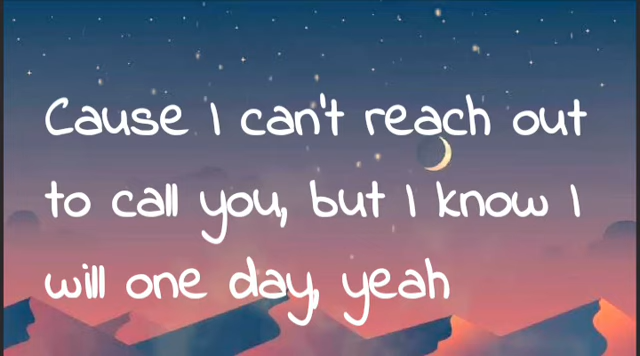 Cause I can't reach out
to call you, but I know I
will one day, yeah